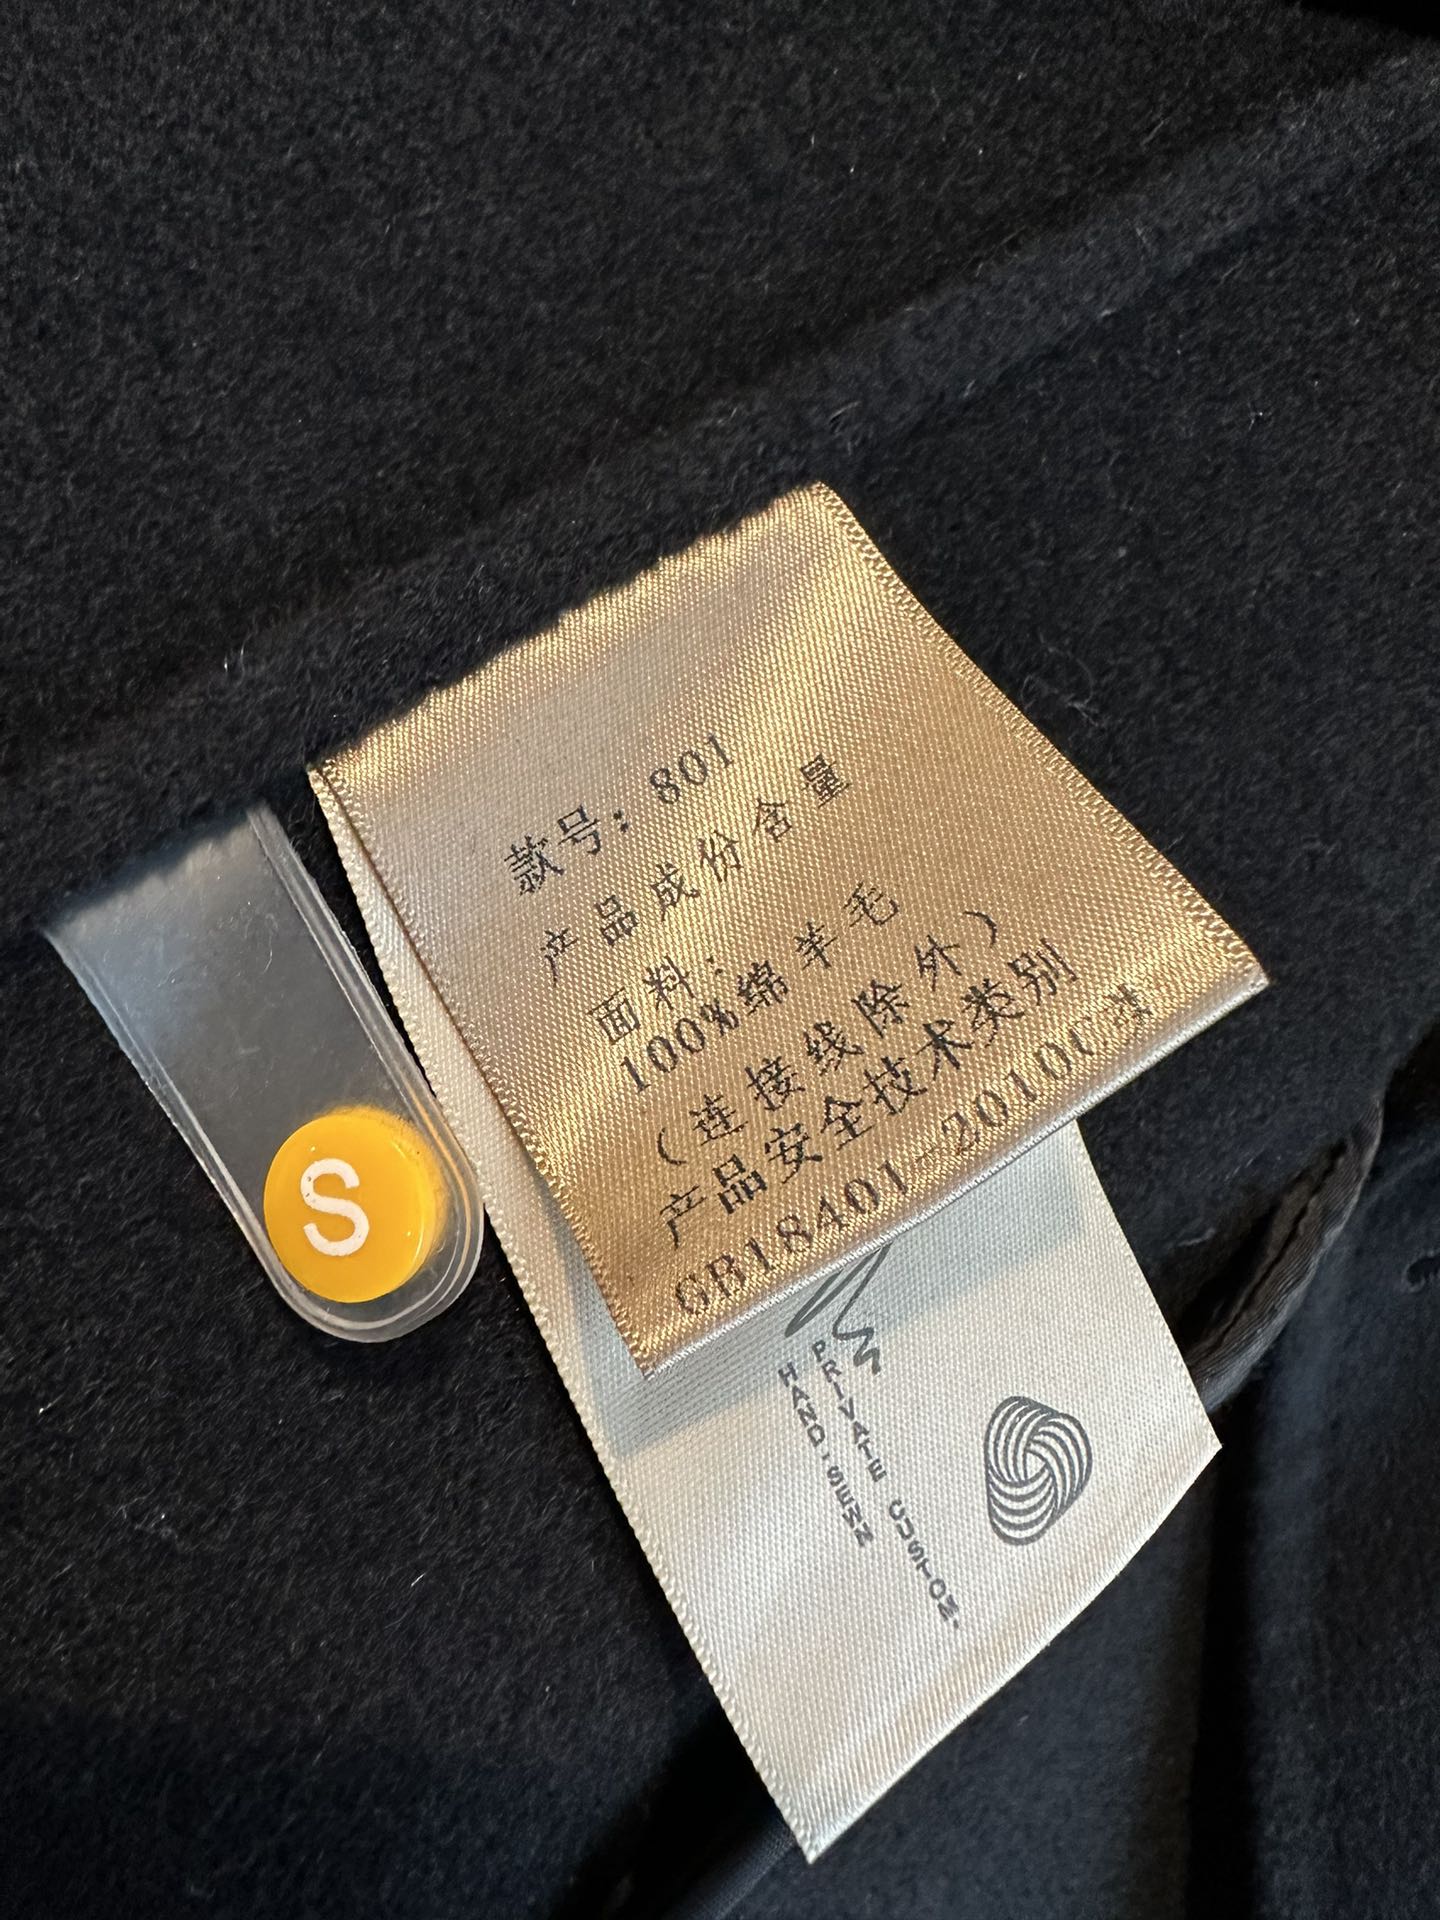 款号：801
产品成份含量
面料：
100%绵羊毛
（连接线除外）
产品安全技术类别
GB18401-2010C类
S
PRIVATE CUSTOM.
HAND-SEWN